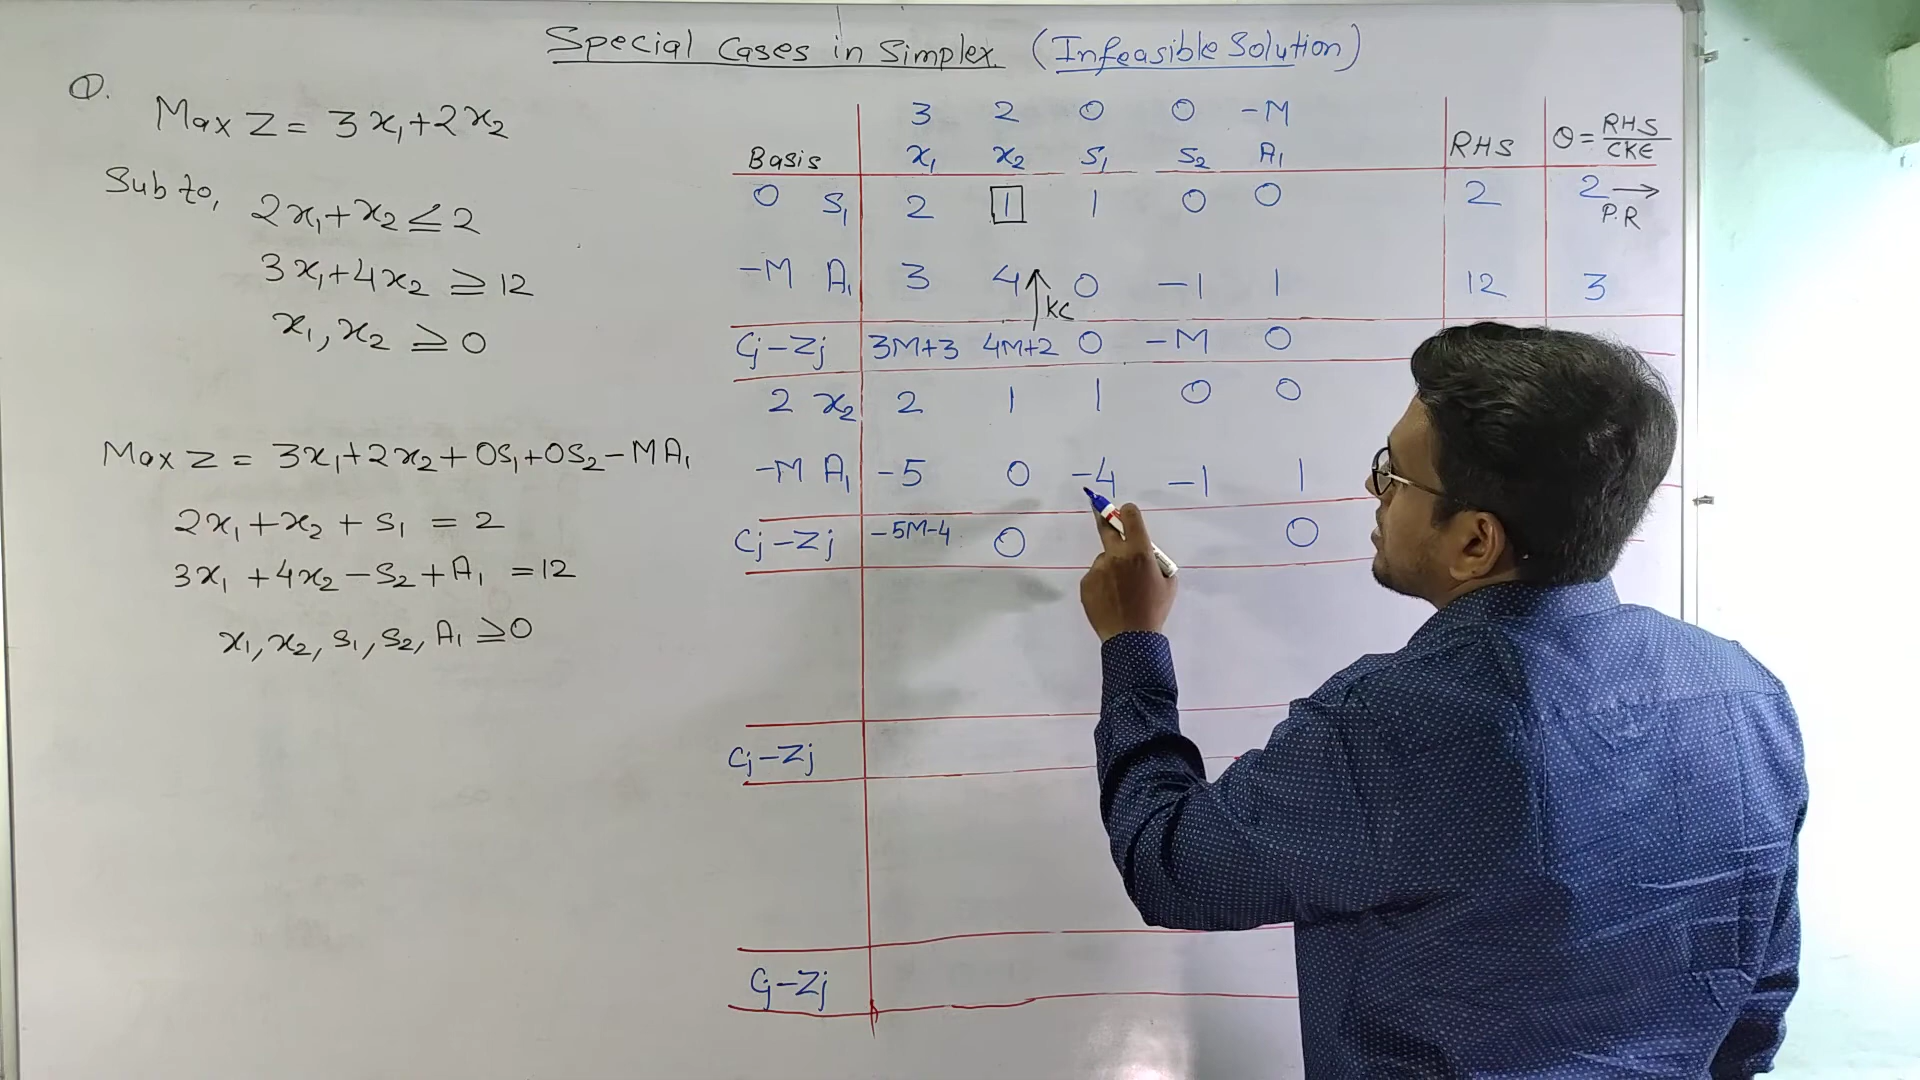 Special Cases in Simplex (Infeasible Solution)
Q.
Max Z = 3x₁+2x₂
Sub to,
2x₁+x₂ ≤ 2
3x₁+4x₂ ≥ 12
x₁, x₂ ≥ 0
Max Z = 3x₁+2x₂+0S₁+0S₂-MA₁
2x₁+x₂+S₁ = 2
3x₁+4x₂-S₂+A₁ = 12
x₁, x₂, S₁, S₂, A₁ ≥ 0
3 2 0 0 -M
Basis x₁ x₂ S₁ S₂ A₁ RHS θ = RHS/CKE
0 S₁ 2 1 1 0 0 2 2 →
P.R
-M A₁ 3 4 0 -1 1 12 3
KC
Cj-Zj 3M+3 4M+2 0 -M 0
2 x₂ 2 1 1 0 0
-M A₁ -5 0 -4 -1 1
Cj-Zj -5M-4 0 0
Cj-Zj
Cj-Zj